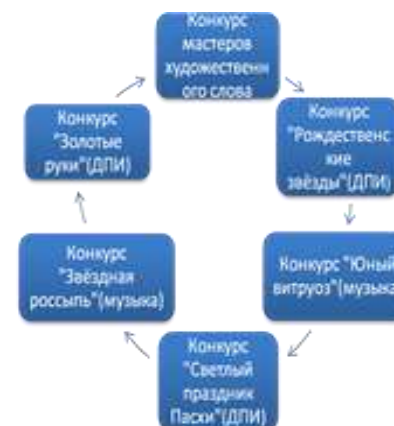 Конкурс
мастеров
художественн
ого слова
Конкурс
"Рождественс
кие
звёзды"(ДПИ)
Конкурс "Юный
витруоз"(музыка
Конкурс
"Светлый
праздник
Пасхи"(ДПИ)
Конкурс
"Звёздная
россыпь"(музыка)
Конкурс
"Золотые
руки"(ДПИ)